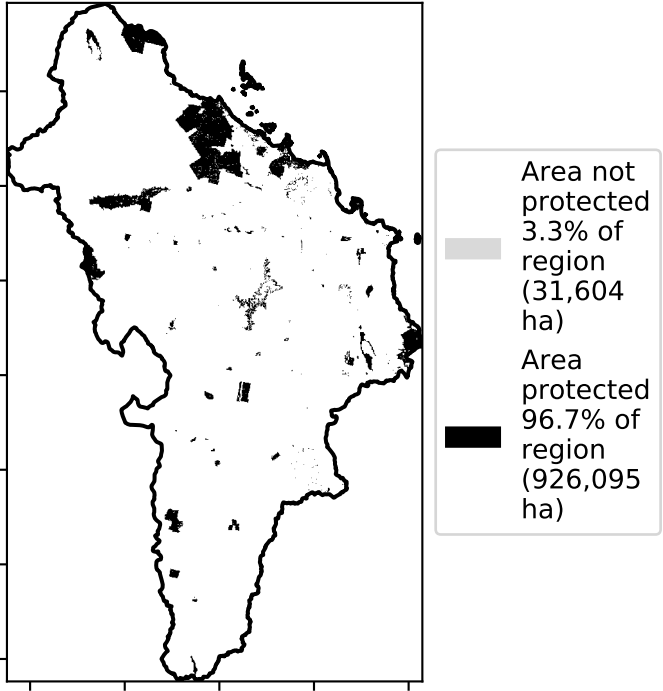 Area not
protected
3.3% of
region
(31,604
ha)
Area
protected
96.7% of
region
(926,095
ha)